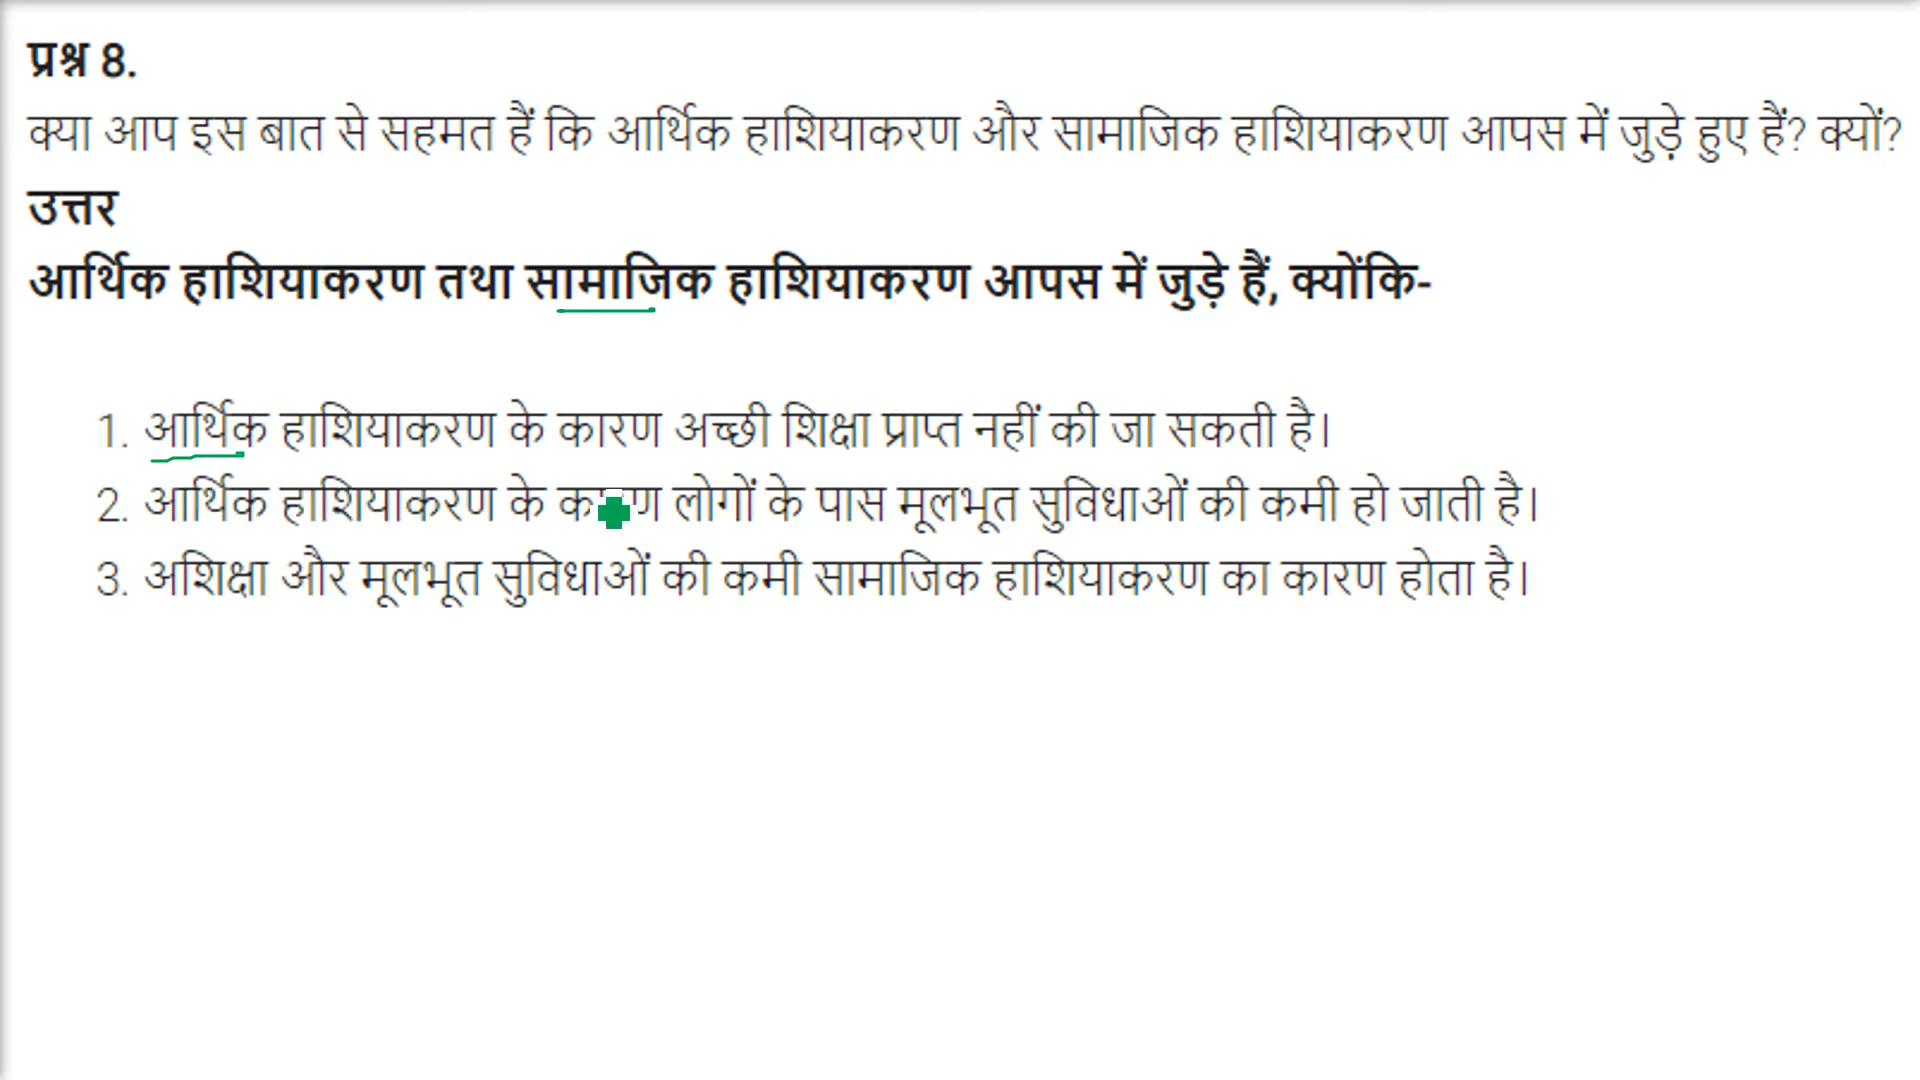 प्रश्न 8.
क्या आप इस बात से सहमत हैं कि आर्थिक हाशियाकरण और सामाजिक हाशियाकरण आपस में जुड़े हुए हैं? क्यों?
उत्तर
आर्थिक हाशियाकरण तथा सामाजिक हाशियाकरण आपस में जुड़े हैं, क्योंकि-
1. आर्थिक हाशियाकरण के कारण अच्छी शिक्षा प्राप्त नहीं की जा सकती है।
2. आर्थिक हाशियाकरण के कारण लोगों के पास मूलभूत सुविधाओं की कमी हो जाती है।
3. अशिक्षा और मूलभूत सुविधाओं की कमी सामाजिक हाशियाकरण का कारण होता है।